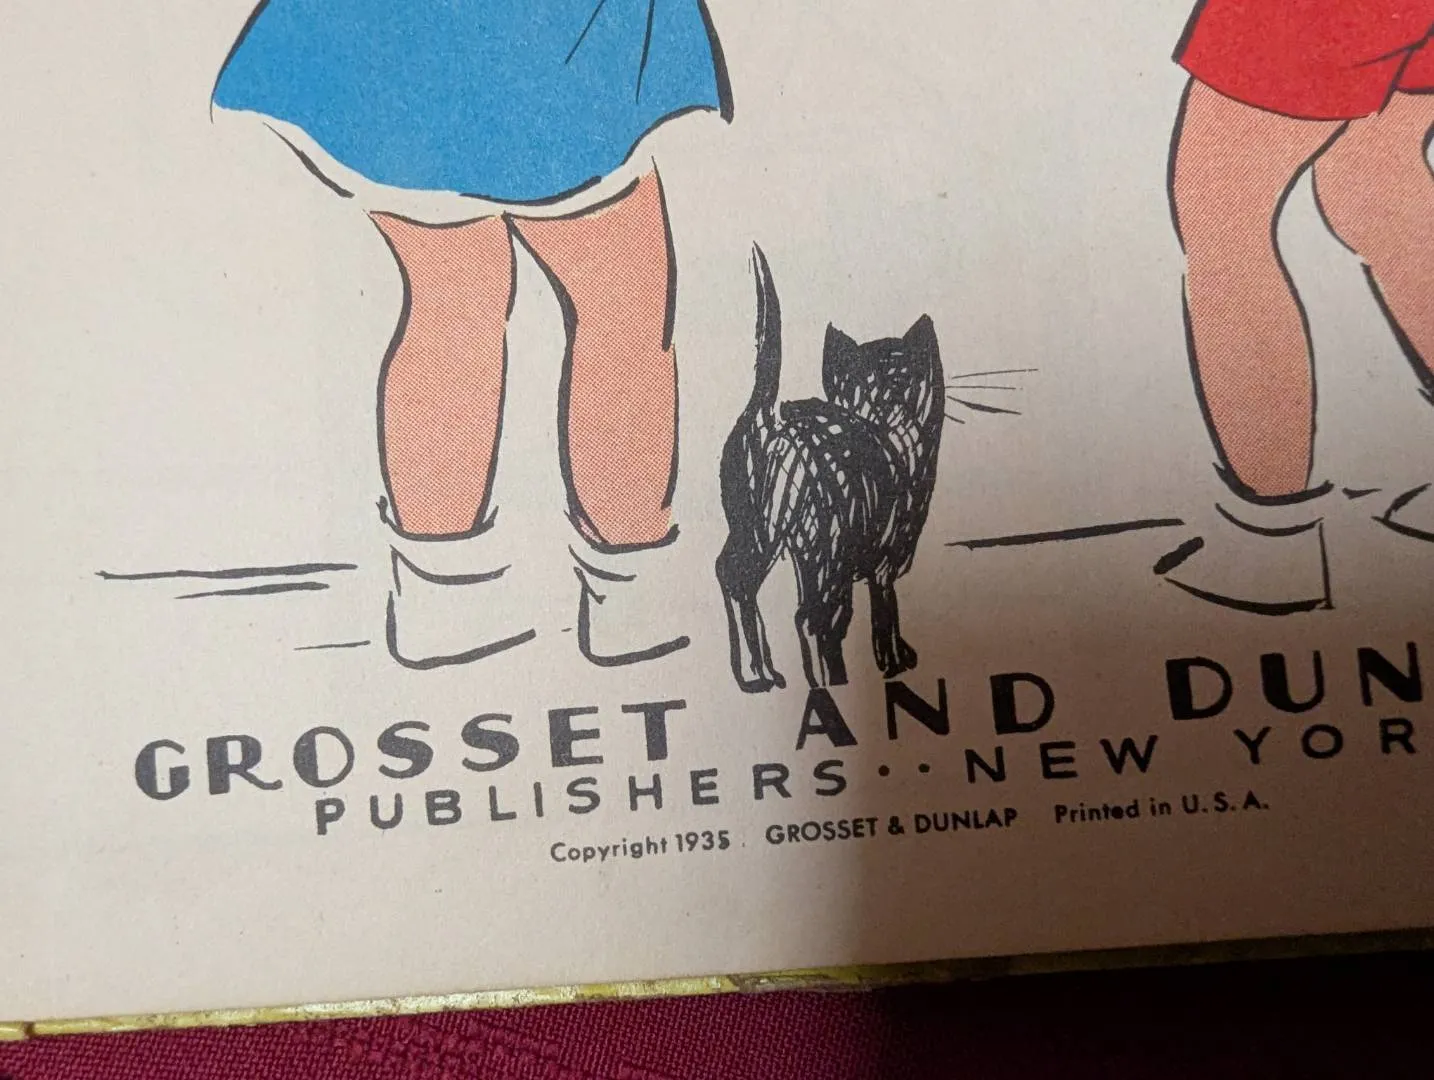 GROSSET AND DUN
PUBLISHERS·· NEW YOR
Copyright 1935. GROSSET & DUNLAP Printed in U.S.A.